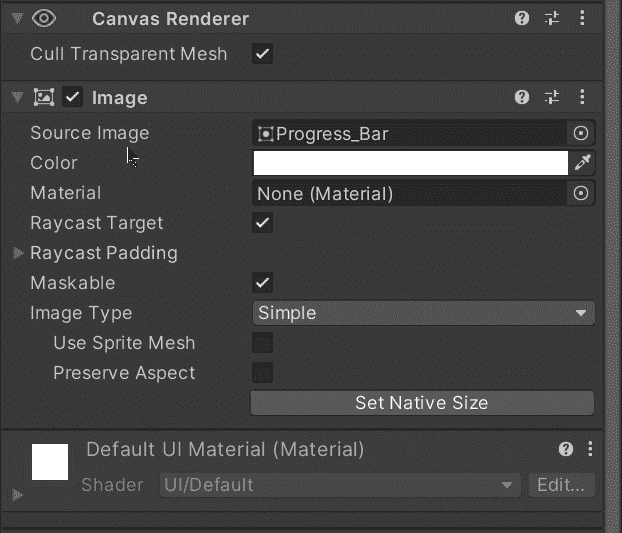 Canvas Renderer
Cull Transparent Mesh
Image
Source Image Progress_Bar
Color
Material None (Material)
Raycast Target
Raycast Padding
Maskable
Image Type Simple
Use Sprite Mesh
Preserve Aspect
Set Native Size
Default UI Material (Material)
Shader UI/Default Edit...